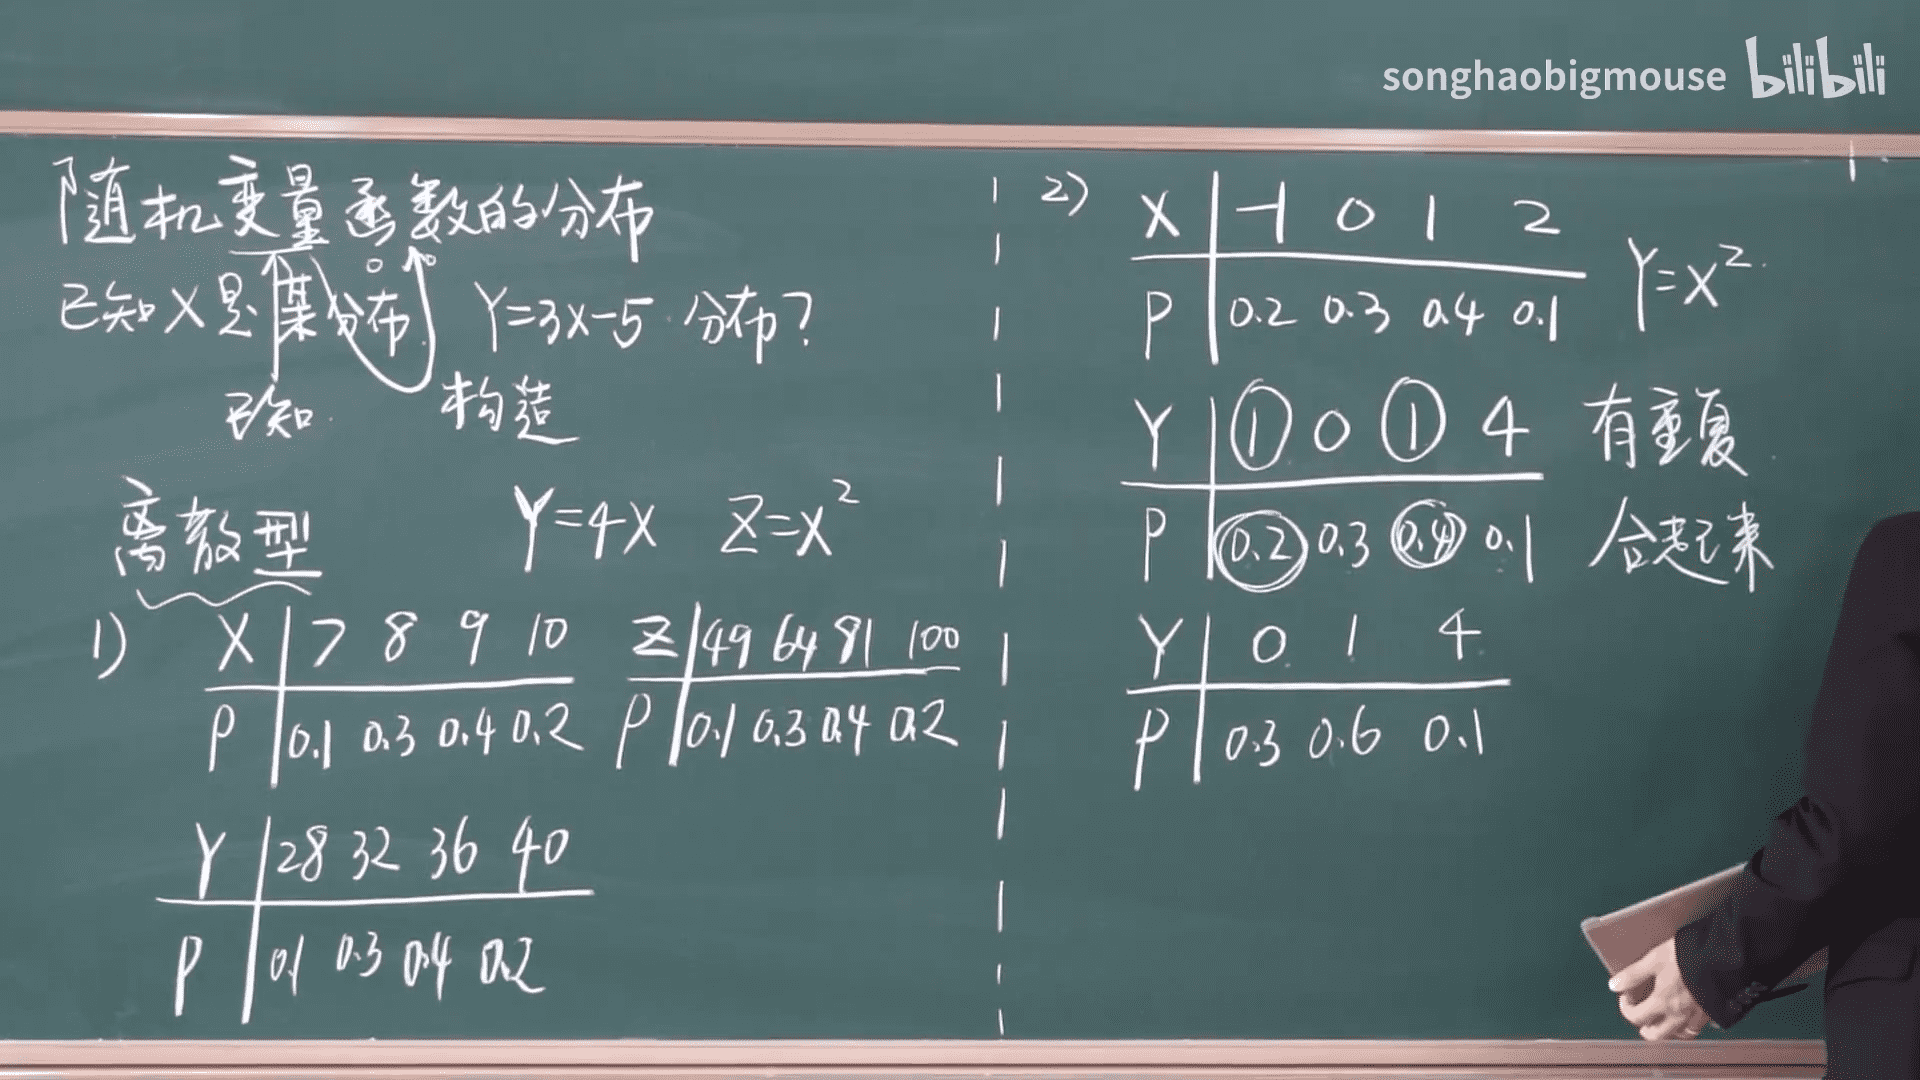 songhaobigmouse bilibili
随机变量函数的分布
已知X是某分布 Y=3X-5 分布?
已知 构造
离散型 Y=4X Z=X²
1) X 7 8 9 10
P 0.1 0.3 0.4 0.2
Z 49 64 81 100
P 0.1 0.3 0.4 0.2
Y 28 32 36 40
P 0.1 0.3 0.4 0.2
2) X -1 0 1 2
P 0.2 0.3 0.4 0.1
Y=X²
Y 1 0 1 4 有重复
P 0.2 0.3 0.4 0.1 合起来
Y 0 1 4
P 0.3 0.6 0.1